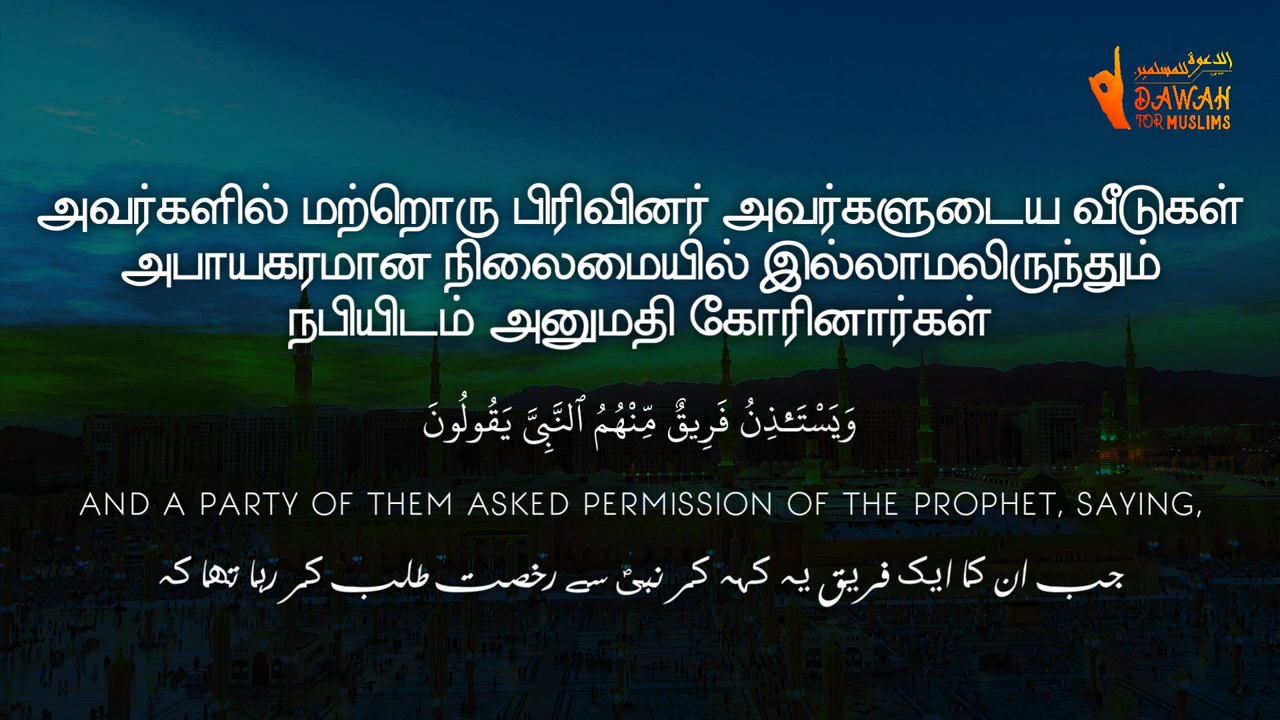 الدعوة للمسلمين
DAWAH
FOR MUSLIMS
அவர்களில் மற்றொரு பிரிவினர் அவர்களுடைய வீடுகள்
அபாயகரமான நிலைமையில் இல்லாமலிருந்தும்
நபியிடம் அனுமதி கோரினார்கள்
وَيَسْتَـْٔذِنُ فَرِيقٌ مِّنْهُمُ ٱلنَّبِىَّ يَقُولُونَ
AND A PARTY OF THEM ASKED PERMISSION OF THE PROPHET, SAYING,
جب ان کا ایک فریق یہ کہہ کر نبیؐ سے رخصت طلب کر رہا تھا کہ